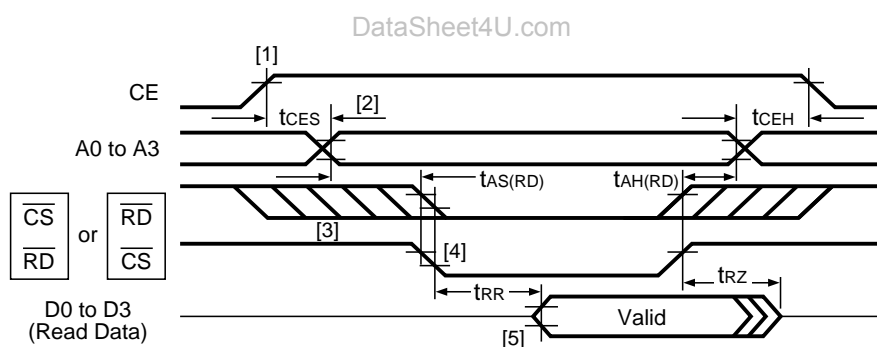 DataSheet4U.com
[1]
CE
tCES
[2]
tCEH
A0 to A3
tAS(RD)
tAH(RD)
CS
RD
or
RD
CS
[3]
[4]
tRR
tRZ
D0 to D3
(Read Data)
Valid
[5]